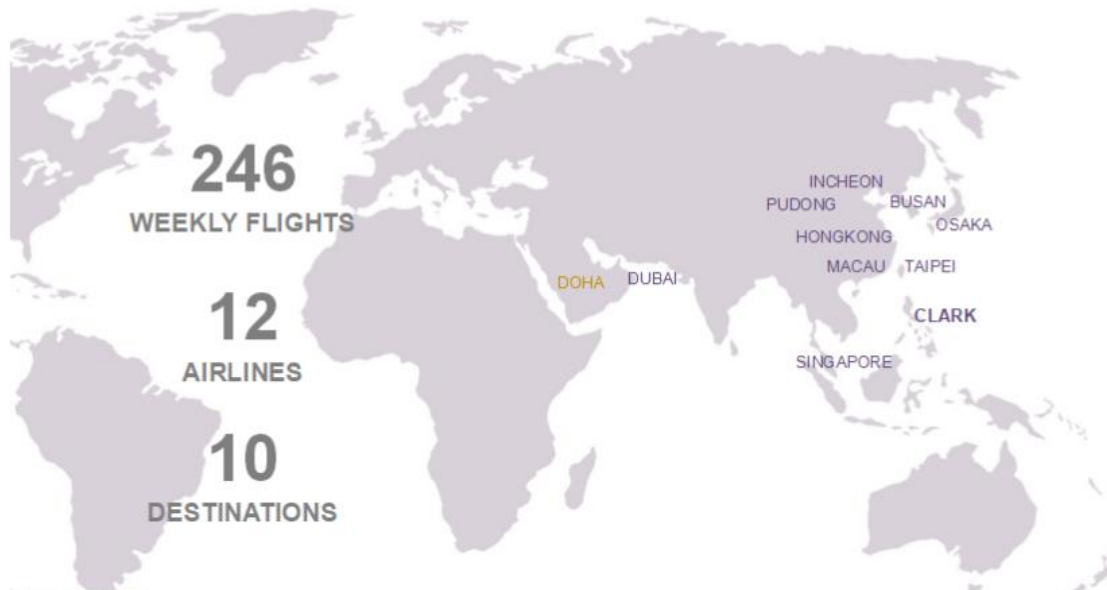 246
WEEKLY FLIGHTS
12
AIRLINES
10
DESTINATIONS
INCHEON
PUDONG
BUSAN
OSAKA
HONGKONG
MACAU
TAIPEI
DOHA
DUBAI
CLARK
SINGAPORE